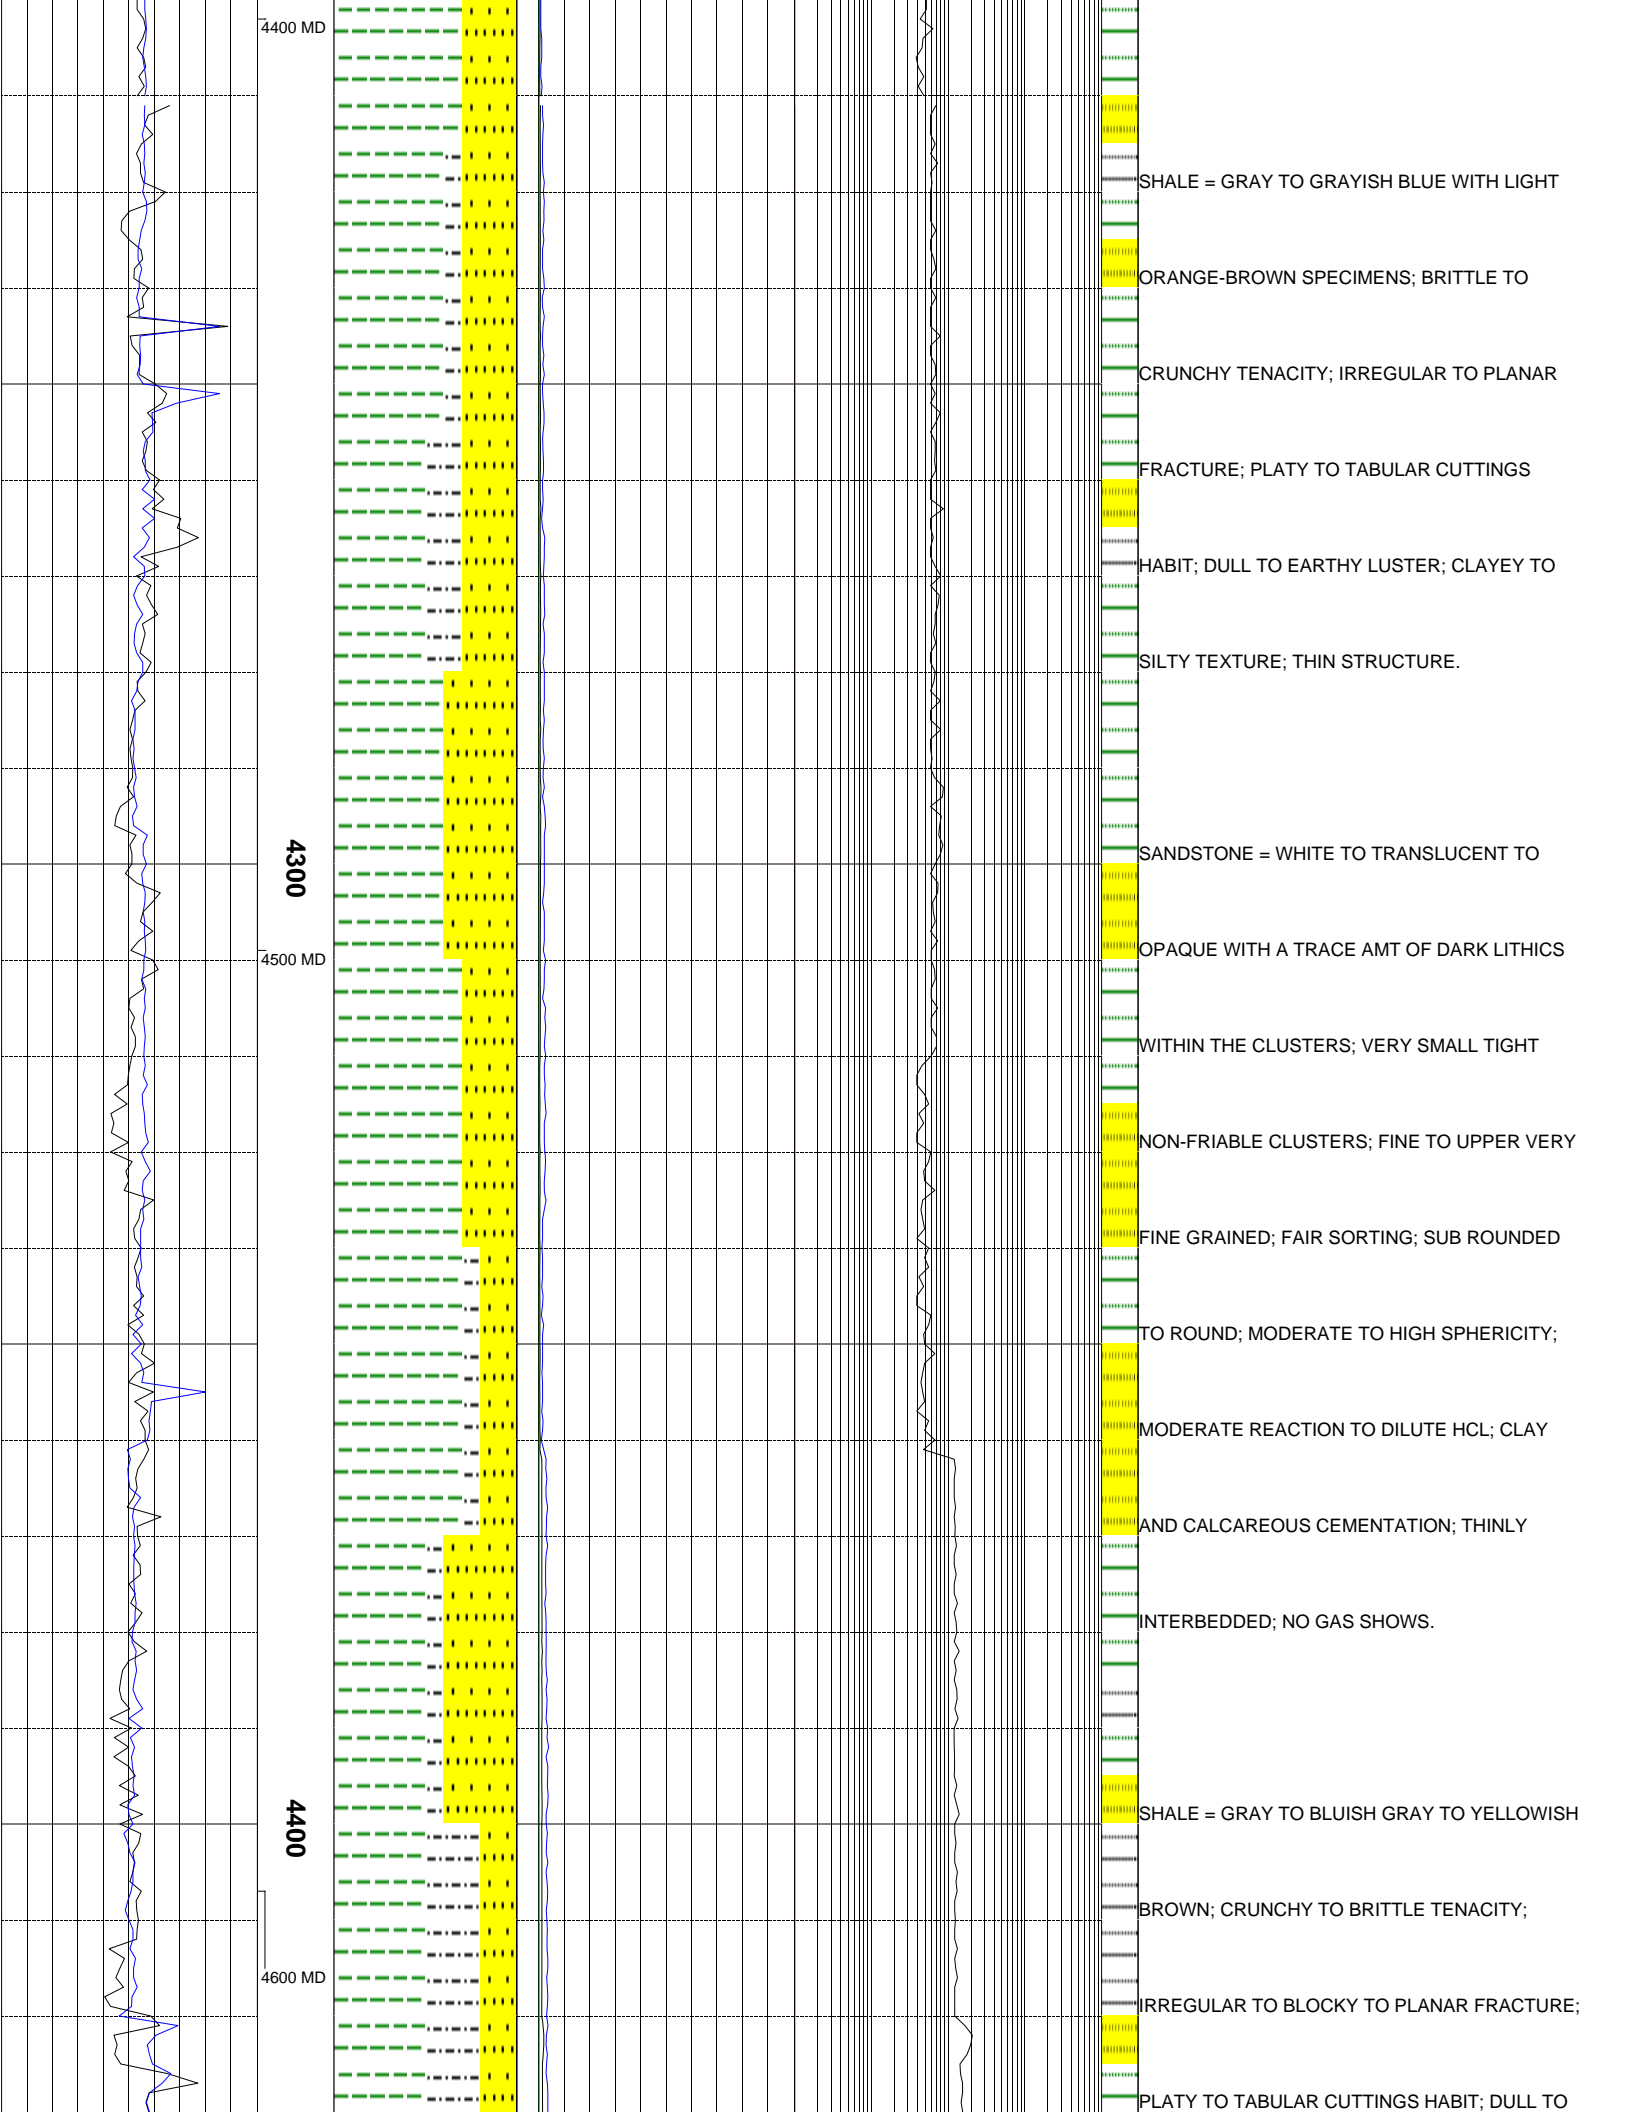 4400 MD
SHALE = GRAY TO GRAYISH BLUE WITH LIGHT
ORANGE-BROWN SPECIMENS; BRITTLE TO
CRUNCHY TENACITY; IRREGULAR TO PLANAR
FRACTURE; PLATY TO TABULAR CUTTINGS
HABIT; DULL TO EARTHY LUSTER; CLAYEY TO
SILTY TEXTURE; THIN STRUCTURE.
4300
SANDSTONE = WHITE TO TRANSLUCENT TO
4500 MD
OPAQUE WITH A TRACE AMT OF DARK LITHICS
WITHIN THE CLUSTERS; VERY SMALL TIGHT
NON-FRIABLE CLUSTERS; FINE TO UPPER VERY
FINE GRAINED; FAIR SORTING; SUB ROUNDED
TO ROUND; MODERATE TO HIGH SPHERICITY;
MODERATE REACTION TO DILUTE HCL; CLAY
AND CALCAREOUS CEMENTATION; THINLY
INTERBEDDED; NO GAS SHOWS.
4400
SHALE = GRAY TO BLUISH GRAY TO YELLOWISH
BROWN; CRUNCHY TO BRITTLE TENACITY;
4600 MD
IRREGULAR TO BLOCKY TO PLANAR FRACTURE;
PLATY TO TABULAR CUTTINGS HABIT; DULL TO